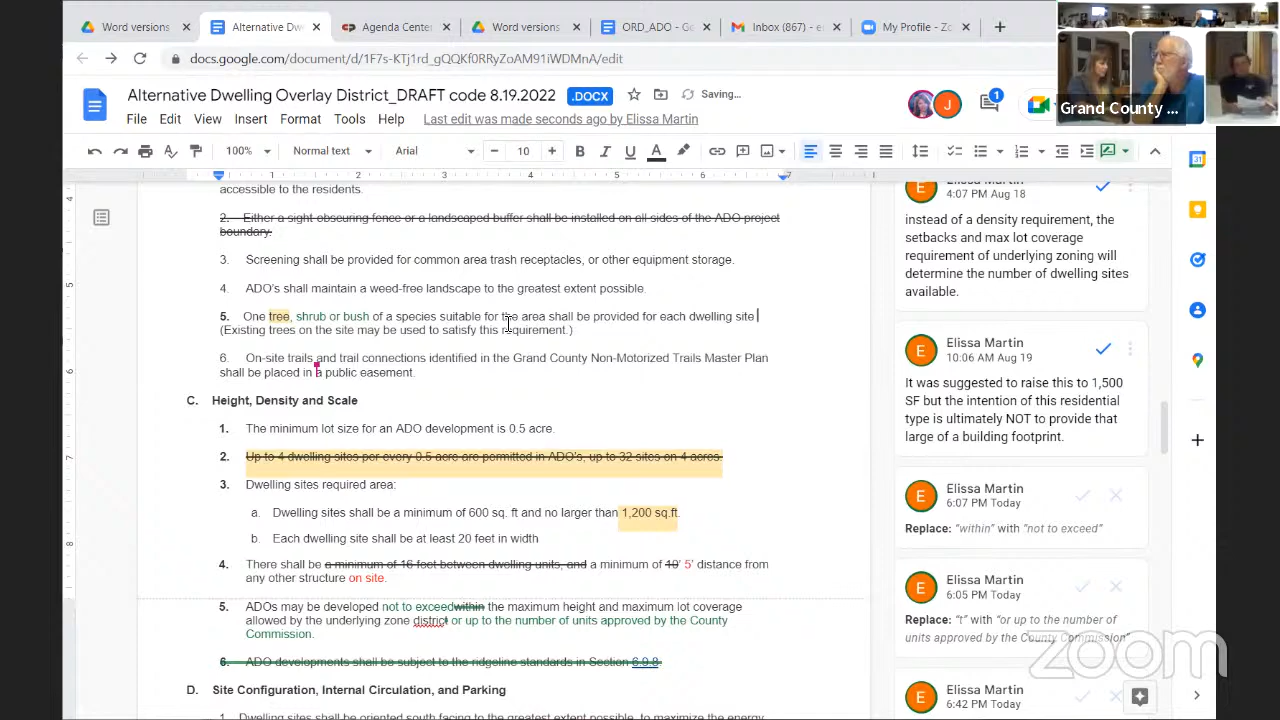 Word versions
Alternative Dw
Agenda Center
Word versions
ORD_ADO - Go
Inbox (867) - e
My Profile - Zo
docs.google.com/document/d/1F7s-KTj1rd_gQQKf0RRyZoAM91iWDMnA/edit
Alternative Dwelling Overlay District_DRAFT code 8.19.2022 .DOCX Saving...
File Edit View Insert Format Tools Help Last edit was made seconds ago by Elissa Martin
J
1
Grand County ...
100% Normal text Arial 10
1 2 3 4 5 6 7
accessible to the residents.
2. Either a sight obscuring fence or a landscaped buffer shall be installed on all sides of the ADO project
boundary.
3. Screening shall be provided for common area trash receptacles, or other equipment storage.
4. ADO's shall maintain a weed-free landscape to the greatest extent possible.
5. One tree, shrub or bush of a species suitable for the area shall be provided for each dwelling site
(Existing trees on the site may be used to satisfy this requirement.)
6. On-site trails and trail connections identified in the Grand County Non-Motorized Trails Master Plan
shall be placed in a public easement.
C. Height, Density and Scale
1. The minimum lot size for an ADO development is 0.5 acre.
2. Up to 4 dwelling sites per every 0.5 acre are permitted in ADO's, up to 32 sites on 4 acres.
3. Dwelling sites required area:
a. Dwelling sites shall be a minimum of 600 sq. ft and no larger than 1,200 sq.ft.
b. Each dwelling site shall be at least 20 feet in width
4. There shall be a minimum of 16 feet between dwelling units, and a minimum of 10' 5' distance from
any other structure on site.
5. ADOs may be developed not to exceedwithin the maximum height and maximum lot coverage
allowed by the underlying zone district or up to the number of units approved by the County
Commission.
6. ADO developments shall be subject to the ridgeline standards in Section 6.9.8.
D. Site Configuration, Internal Circulation, and Parking
1. Dwelling sites shall be oriented south facing to the greatest extent possible, to maximize the energy
Elissa Martin
4:07 PM Aug 18
instead of a density requirement, the
setbacks and max lot coverage
requirement of underlying zoning will
determine the number of dwelling sites
available.
E
Elissa Martin
10:06 AM Aug 19
It was suggested to raise this to 1,500
SF but the intention of this residential
type is ultimately NOT to provide that
large of a building footprint.
E
Elissa Martin
6:07 PM Today
Replace: "within" with "not to exceed"
E
Elissa Martin
6:05 PM Today
Replace: "t" with "or up to the number of
units approved by the County Commission"
E
Elissa Martin
6:42 PM Today
31
zoom